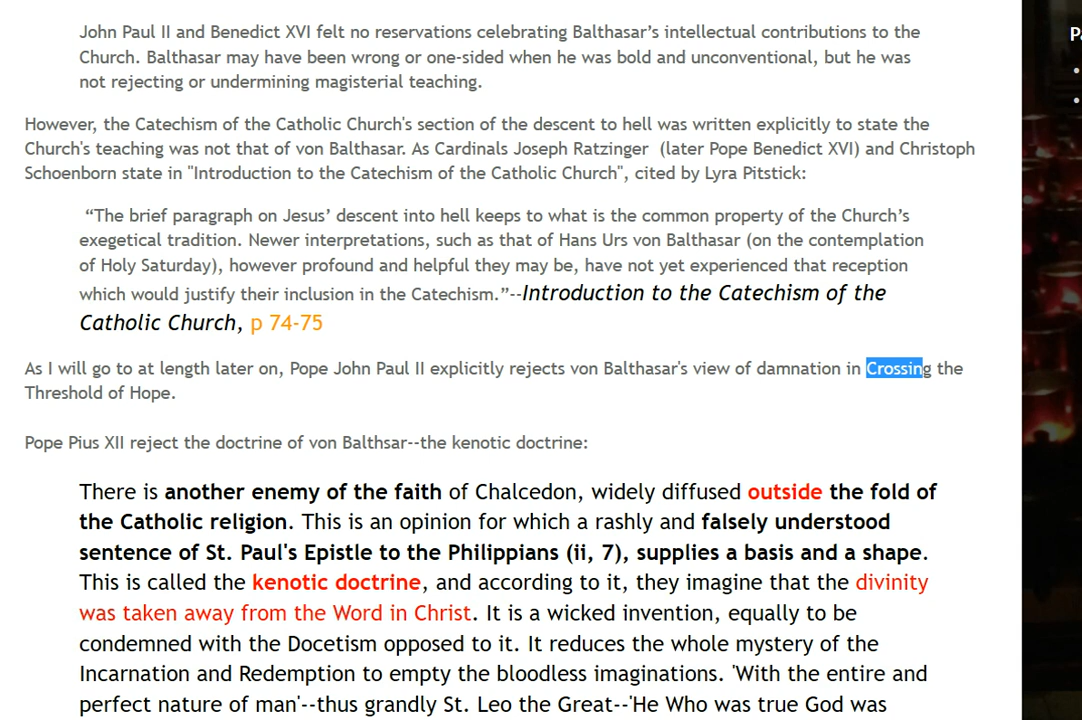 John Paul II and Benedict XVI felt no reservations celebrating Balthasar’s intellectual contributions to the
Church. Balthasar may have been wrong or one-sided when he was bold and unconventional, but he was
not rejecting or undermining magisterial teaching.
However, the Catechism of the Catholic Church's section of the descent to hell was written explicitly to state the
Church's teaching was not that of von Balthasar. As Cardinals Joseph Ratzinger  (later Pope Benedict XVI) and Christoph
Schoenborn state in "Introduction to the Catechism of the Catholic Church", cited by Lyra Pitstick:
“The brief paragraph on Jesus’ descent into hell keeps to what is the common property of the Church’s
exegetical tradition. Newer interpretations, such as that of Hans Urs von Balthasar (on the contemplation
of Holy Saturday), however profound and helpful they may be, have not yet experienced that reception
which would justify their inclusion in the Catechism.”--Introduction to the Catechism of the
Catholic Church, p 74-75
As I will go to at length later on, Pope John Paul II explicitly rejects von Balthasar's view of damnation in Crossing the
Threshold of Hope.
Pope Pius XII reject the doctrine of von Balthsar--the kenotic doctrine:
There is another enemy of the faith of Chalcedon, widely diffused outside the fold of
the Catholic religion. This is an opinion for which a rashly and falsely understood
sentence of St. Paul's Epistle to the Philippians (ii, 7), supplies a basis and a shape.
This is called the kenotic doctrine, and according to it, they imagine that the divinity
was taken away from the Word in Christ. It is a wicked invention, equally to be
condemned with the Docetism opposed to it. It reduces the whole mystery of the
Incarnation and Redemption to empty the bloodless imaginations. 'With the entire and
perfect nature of man'--thus grandly St. Leo the Great--'He Who was true God was